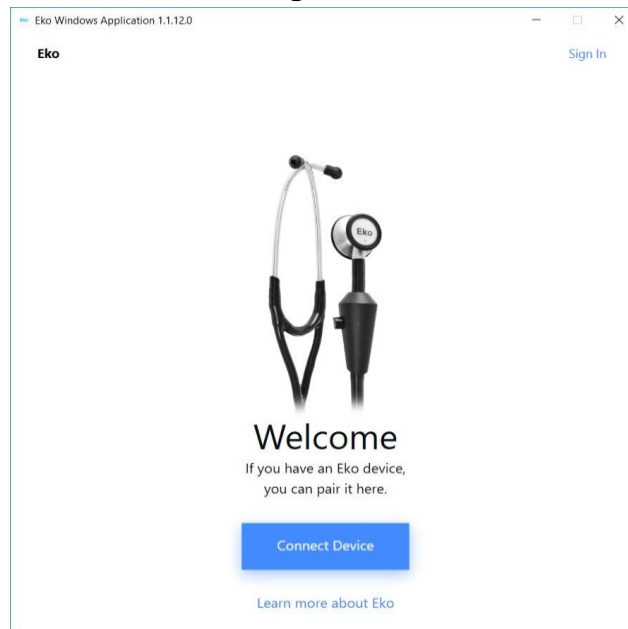 Eko Windows Application 1.1.12.0
Eko
Sign In
Eko
Welcome
If you have an Eko device,
you can pair it here.
Connect Device
Learn more about Eko